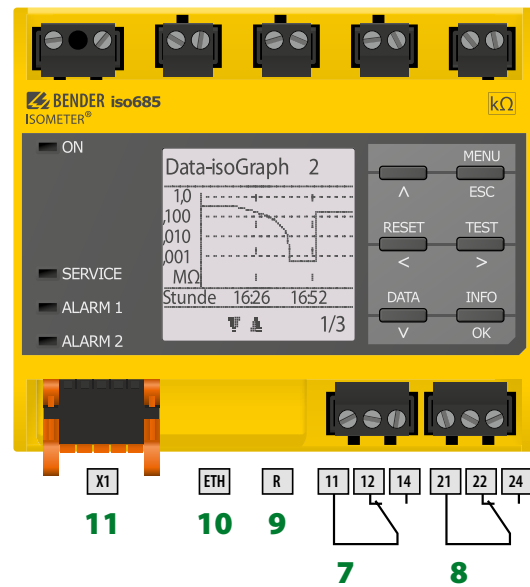 BENDER iso685
ISOMETER®
kΩ
ON
SERVICE
ALARM 1
ALARM 2
Data-isoGraph 2
1,0
,100
,010
,001
MΩ
Stunde 16:26 16:52
1/3
MENU
∧ ESC
RESET TEST
< >
DATA INFO
∨ OK
X1 ETH R 11 12 14 21 22 24
11 10 9
7 8